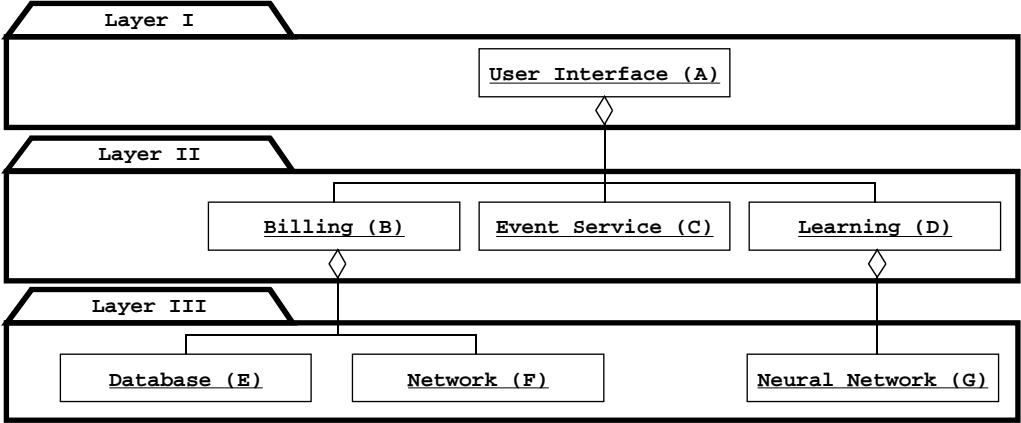 Layer I
User Interface (A)
Layer II
Billing (B)
Event Service (C)
Learning (D)
Layer III
Database (E)
Network (F)
Neural Network (G)